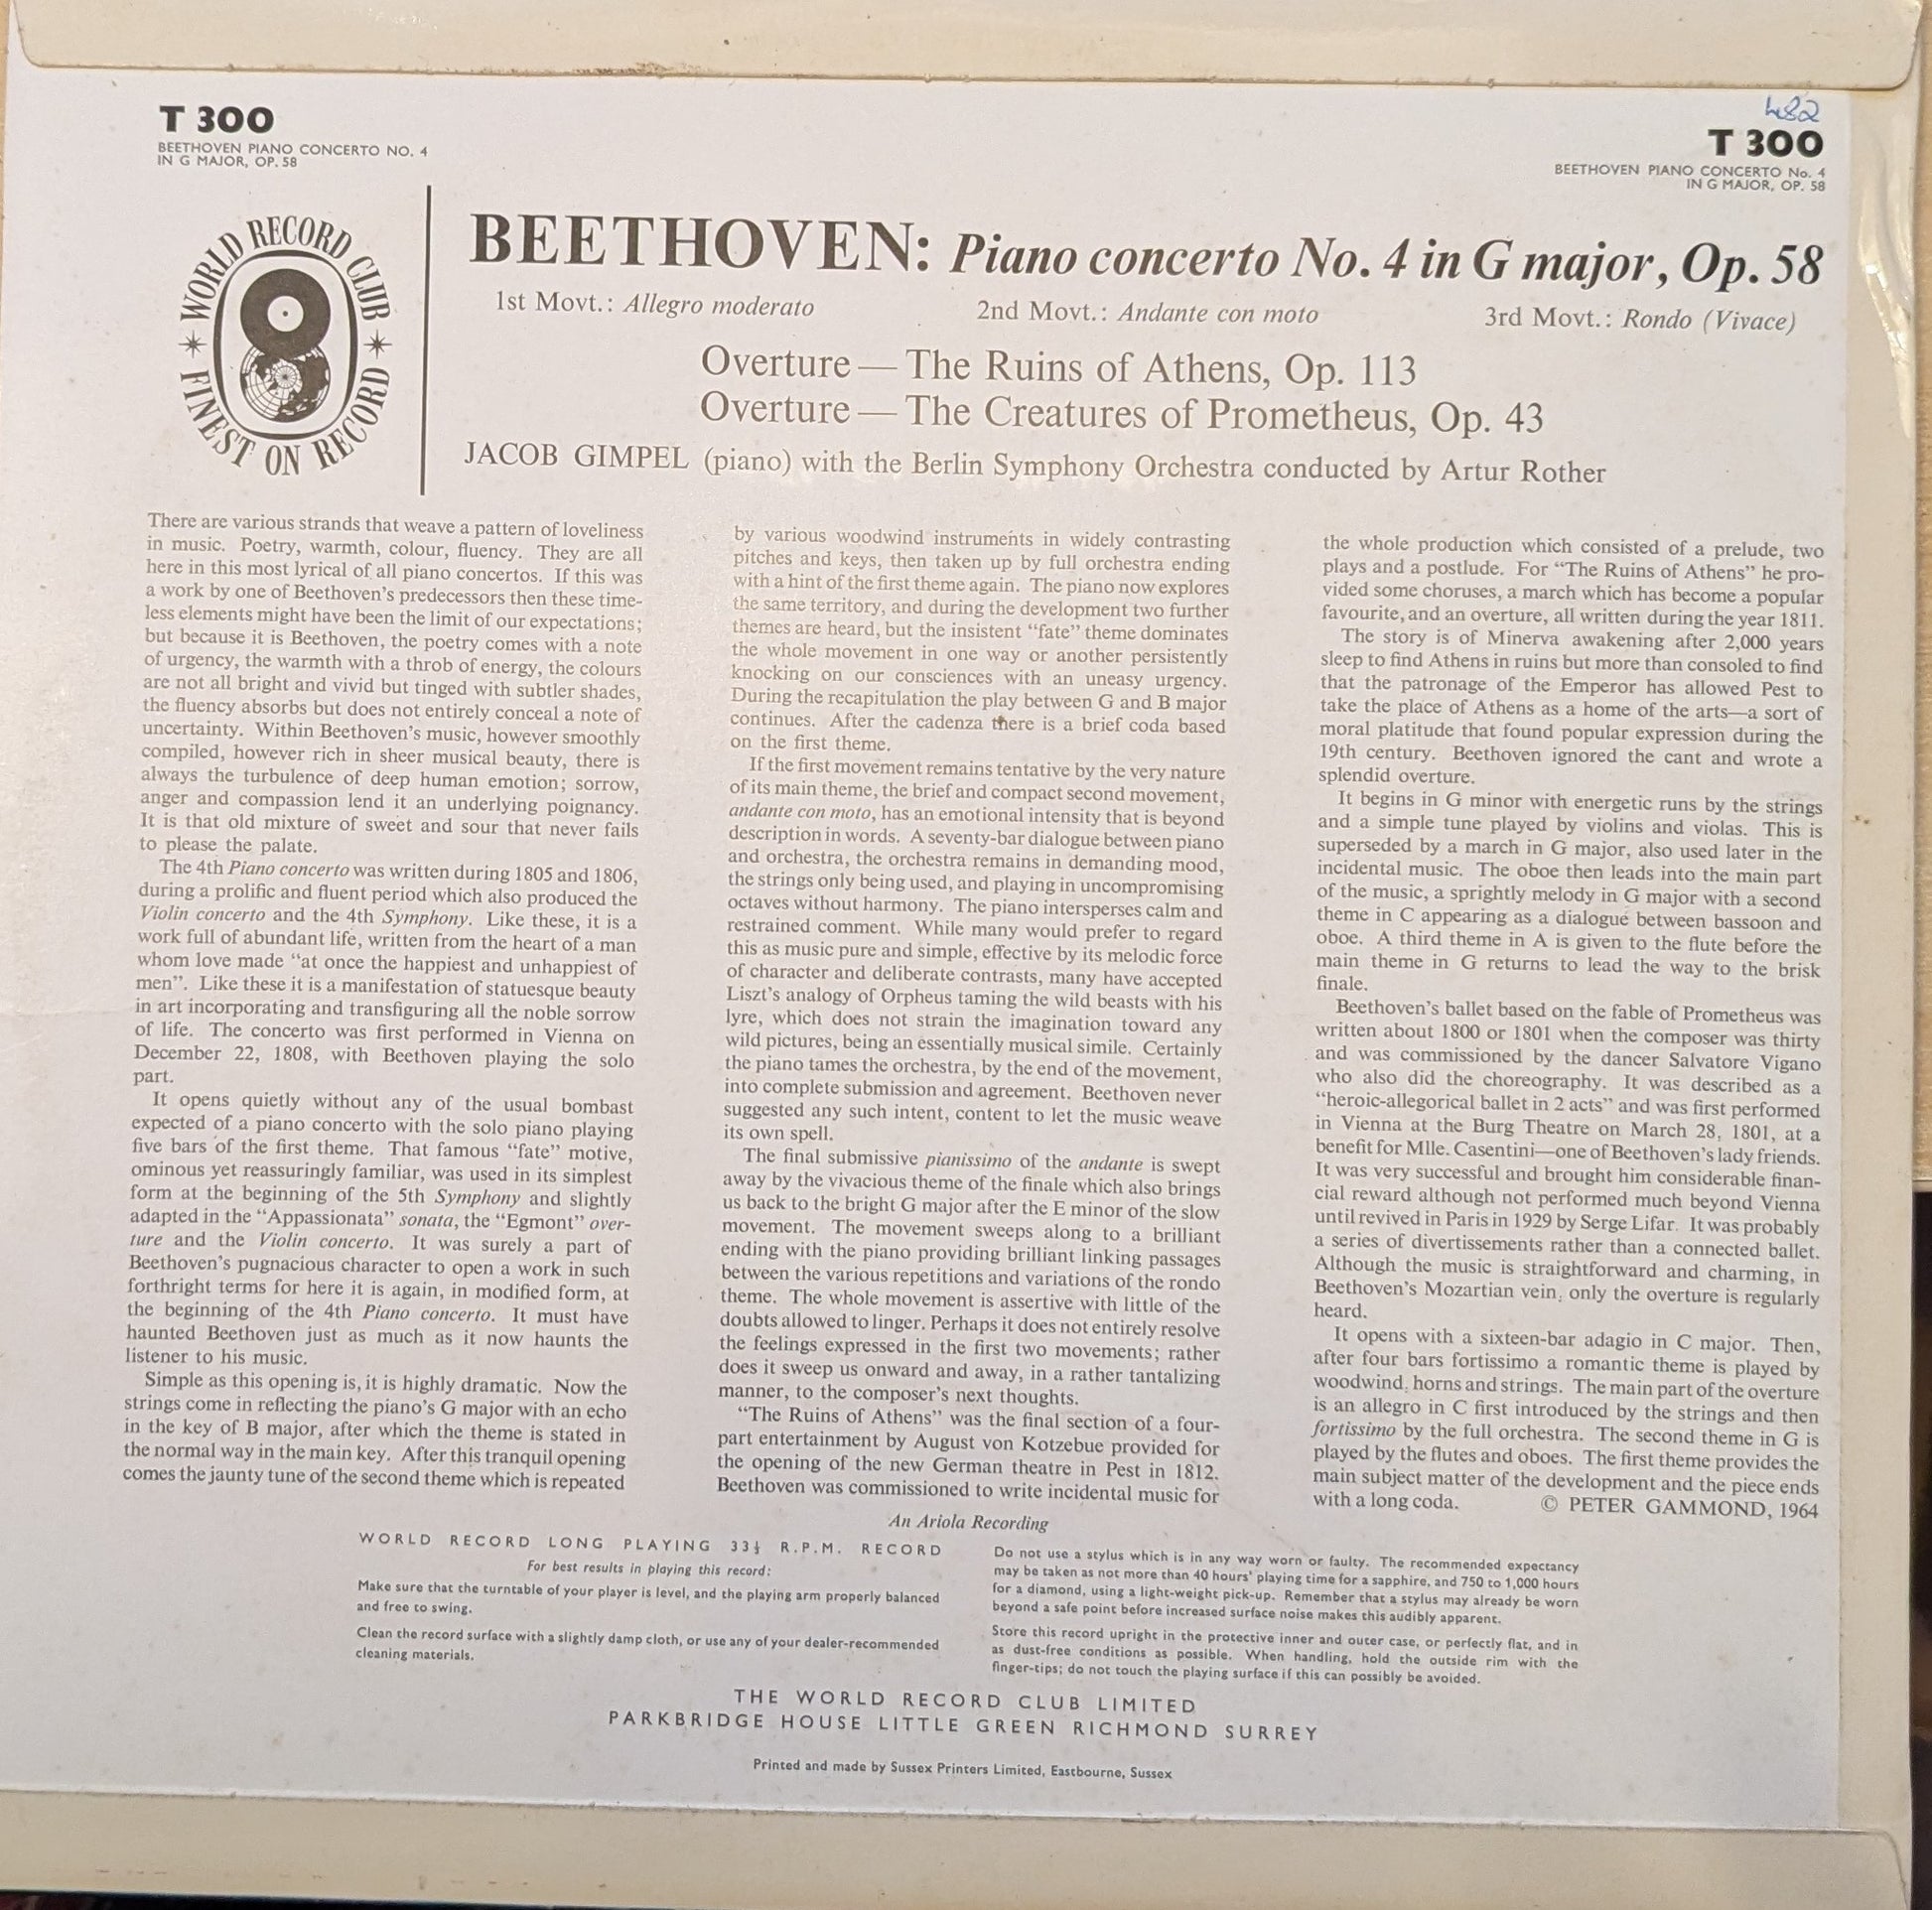 T 300
BEETHOVEN PIANO CONCERTO NO. 4
IN G MAJOR, OP. 58
482
T 300
BEETHOVEN PIANO CONCERTO No. 4
IN G MAJOR, OP. 58
WORLD RECORD CLUB
FINEST ON RECORD
BEETHOVEN: Piano concerto No. 4 in G major, Op. 58
1st Movt.: Allegro moderato 2nd Movt.: Andante con moto 3rd Movt.: Rondo (Vivace)
Overture — The Ruins of Athens, Op. 113
Overture — The Creatures of Prometheus, Op. 43
JACOB GIMPEL (piano) with the Berlin Symphony Orchestra conducted by Artur Rother
There are various strands that weave a pattern of loveliness
in music. Poetry, warmth, colour, fluency. They are all
here in this most lyrical of all piano concertos. If this was
a work by one of Beethoven's predecessors then these time-
less elements might have been the limit of our expectations;
but because it is Beethoven, the poetry comes with a note
of urgency, the warmth with a throb of energy, the colours
are not all bright and vivid but tinged with subtler shades,
the fluency absorbs but does not entirely conceal a note of
uncertainty. Within Beethoven's music, however smoothly
compiled, however rich in sheer musical beauty, there is
always the turbulence of deep human emotion; sorrow,
anger and compassion lend it an underlying poignancy.
It is that old mixture of sweet and sour that never fails
to please the palate.
The 4th Piano concerto was written during 1805 and 1806,
during a prolific and fluent period which also produced the
Violin concerto and the 4th Symphony. Like these, it is a
work full of abundant life, written from the heart of a man
whom love made "at once the happiest and unhappiest of
men". Like these it is a manifestation of statuesque beauty
in art incorporating and transfiguring all the noble sorrow
of life. The concerto was first performed in Vienna on
December 22, 1808, with Beethoven playing the solo
part.
It opens quietly without any of the usual bombast
expected of a piano concerto with the solo piano playing
five bars of the first theme. That famous "fate" motive,
ominous yet reassuringly familiar, was used in its simplest
form at the beginning of the 5th Symphony and slightly
adapted in the "Appassionata" sonata, the "Egmont" over-
ture and the Violin concerto. It was surely a part of
Beethoven's pugnacious character to open a work in such
forthright terms for here it is again, in modified form, at
the beginning of the 4th Piano concerto. It must have
haunted Beethoven just as much as it now haunts the
listener to his music.
Simple as this opening is, it is highly dramatic. Now the
strings come in reflecting the piano's G major with an echo
in the key of B major, after which the theme is stated in
the normal way in the main key. After this tranquil opening
comes the jaunty tune of the second theme which is repeated
by various woodwind instruments in widely contrasting
pitches and keys, then taken up by full orchestra ending
with a hint of the first theme again. The piano now explores
the same territory, and during the development two further
themes are heard, but the insistent "fate" theme dominates
the whole movement in one way or another persistently
knocking on our consciences with an uneasy urgency.
During the recapitulation the play between G and B major
continues. After the cadenza there is a brief coda based
on the first theme.
If the first movement remains tentative by the very nature
of its main theme, the brief and compact second movement,
andante con moto, has an emotional intensity that is beyond
description in words. A seventy-bar dialogue between piano
and orchestra, the orchestra remains in demanding mood,
the strings only being used, and playing in uncompromising
octaves without harmony. The piano intersperses calm and
restrained comment. While many would prefer to regard
this as music pure and simple, effective by its melodic force
of character and deliberate contrasts, many have accepted
Liszt's analogy of Orpheus taming the wild beasts with his
lyre, which does not strain the imagination toward any
wild pictures, being an essentially musical simile. Certainly
the piano tames the orchestra, by the end of the movement,
into complete submission and agreement. Beethoven never
suggested any such intent, content to let the music weave
its own spell.
The final submissive pianissimo of the andante is swept
away by the vivacious theme of the finale which also brings
us back to the bright G major after the E minor of the slow
movement. The movement sweeps along to a brilliant
ending with the piano providing brilliant linking passages
between the various repetitions and variations of the rondo
theme. The whole movement is assertive with little of the
doubts allowed to linger. Perhaps it does not entirely resolve
the feelings expressed in the first two movements; rather
does it sweep us onward and away, in a rather tantalizing
manner, to the composer's next thoughts.
"The Ruins of Athens" was the final section of a four-
part entertainment by August von Kotzebue provided for
the opening of the new German theatre in Pest in 1812.
Beethoven was commissioned to write incidental music for
the whole production which consisted of a prelude, two
plays and a postlude. For "The Ruins of Athens" he pro-
vided some choruses, a march which has become a popular
favourite, and an overture, all written during the year 1811.
The story is of Minerva awakening after 2,000 years
sleep to find Athens in ruins but more than consoled to find
that the patronage of the Emperor has allowed Pest to
take the place of Athens as a home of the arts—a sort of
moral platitude that found popular expression during the
19th century. Beethoven ignored the cant and wrote a
splendid overture.
It begins in G minor with energetic runs by the strings
and a simple tune played by violins and violas. This is
superseded by a march in G major, also used later in the
incidental music. The oboe then leads into the main part
of the music, a sprightly melody in G major with a second
theme in C appearing as a dialogue between bassoon and
oboe. A third theme in A is given to the flute before the
main theme in G returns to lead the way to the brisk
finale.
Beethoven's ballet based on the fable of Prometheus was
written about 1800 or 1801 when the composer was thirty
and was commissioned by the dancer Salvatore Vigano
who also did the choreography. It was described as a
"heroic-allegorical ballet in 2 acts" and was first performed
in Vienna at the Burg Theatre on March 28, 1801, at a
benefit for Mlle. Casentini—one of Beethoven's lady friends.
It was very successful and brought him considerable finan-
cial reward although not performed much beyond Vienna
until revived in Paris in 1929 by Serge Lifar. It was probably
a series of divertissements rather than a connected ballet.
Although the music is straightforward and charming, in
Beethoven's Mozartian vein, only the overture is regularly
heard.
It opens with a sixteen-bar adagio in C major. Then,
after four bars fortissimo a romantic theme is played by
woodwind, horns and strings. The main part of the overture
is an allegro in C first introduced by the strings and then
fortissimo by the full orchestra. The second theme in G is
played by the flutes and oboes. The first theme provides the
main subject matter of the development and the piece ends
with a long coda. © PETER GAMMOND, 1964
An Ariola Recording
WORLD RECORD LONG PLAYING 33⅓ R.P.M. RECORD
For best results in playing this record:
Make sure that the turntable of your player is level, and the playing arm properly balanced
and free to swing.
Clean the record surface with a slightly damp cloth, or use any of your dealer-recommended
cleaning materials.
Do not use a stylus which is in any way worn or faulty. The recommended expectancy
may be taken as not more than 40 hours' playing time for a sapphire, and 750 to 1,000 hours
for a diamond, using a light-weight pick-up. Remember that a stylus may already be worn
beyond a safe point before increased surface noise makes this audibly apparent.
Store this record upright in the protective inner and outer case, or perfectly flat, and in
as dust-free conditions as possible. When handling, hold the outside rim with the
finger-tips; do not touch the playing surface if this can possibly be avoided.
THE WORLD RECORD CLUB LIMITED
PARKBRIDGE HOUSE LITTLE GREEN RICHMOND SURREY
Printed and made by Sussex Printers Limited, Eastbourne, Sussex